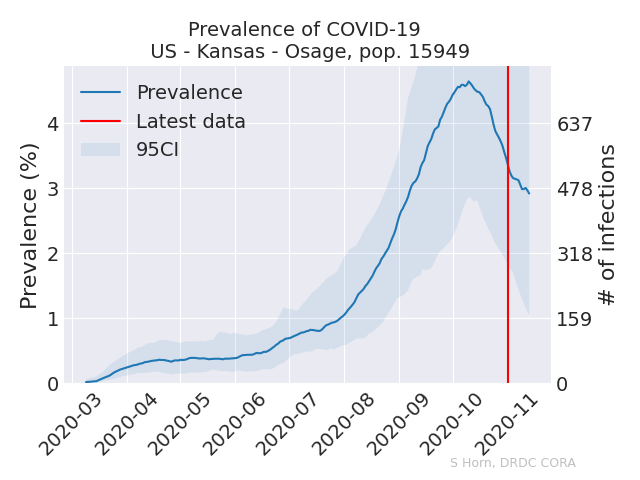 Prevalence of COVID-19
US - Kansas - Osage, pop. 15949
Prevalence
Latest data
95CI
Prevalence (%)
4
3
2
1
0
637
478
318
159
0
# of infections
2020-03
2020-04
2020-05
2020-06
2020-07
2020-08
2020-09
2020-10
2020-11
S Horn, DRDC CORA